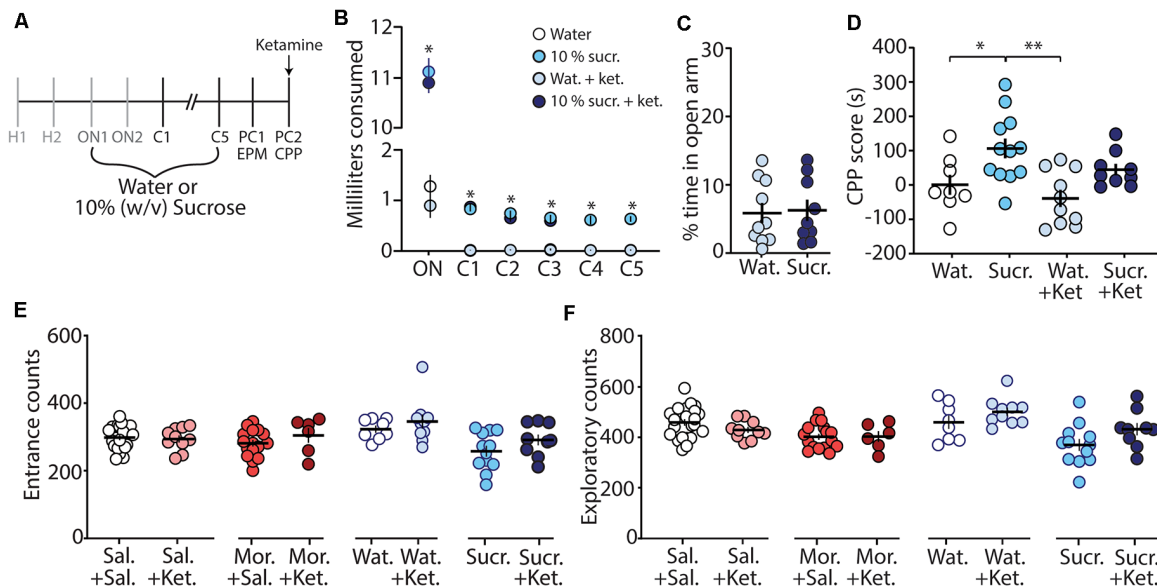 A
Ketamine
H1 H2 ON1 ON2 C1 C5 PC1 PC2
EPM CPP
Water or
10% (w/v) Sucrose
B
Milliliters consumed
12
11
10
2
1
0
*
* * * * *
Water
10 % sucr.
Wat. + ket.
10 % sucr. + ket.
ON C1 C2 C3 C4 C5
C
% time in open arm
30
20
10
0
Wat. Sucr.
D
CPP score (s)
400
300
200
100
0
-100
-200
* **
Wat. Sucr. Wat. Sucr.
+Ket +Ket
E
Entrance counts
600
400
200
0
Sal. Sal. Mor. Mor. Wat. Wat. Sucr. Sucr.
+Sal. +Ket. +Sal. +Ket. +Ket. +Ket.
F
Exploratory counts
800
600
400
200
0
Sal. Sal. Mor. Mor. Wat. Wat. Sucr. Sucr.
+Sal. +Ket. +Sal. +Ket. +Ket. +Ket